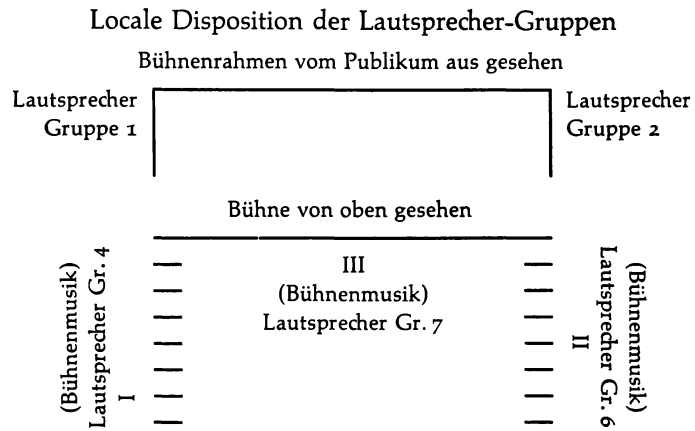 Locale Disposition der Lautsprecher-Gruppen
Bühnenrahmen vom Publikum aus gesehen
Lautsprecher
Gruppe 1
Lautsprecher
Gruppe 2
Bühne von oben gesehen
(Bühnenmusik)
Lautsprecher Gr. 4
I
III
(Bühnenmusik)
Lautsprecher Gr. 7
(Bühnenmusik)
Lautsprecher Gr. 6
II